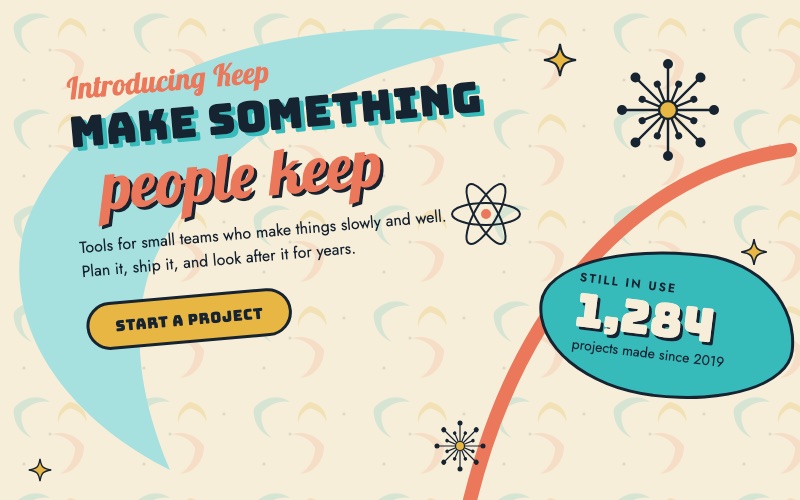 Introducing Keep
MAKE SOMETHING
people keep
Tools for small teams who make things slowly and well.
Plan it, ship it, and look after it for years.
START A PROJECT
STILL IN USE
1,284
projects made since 2019